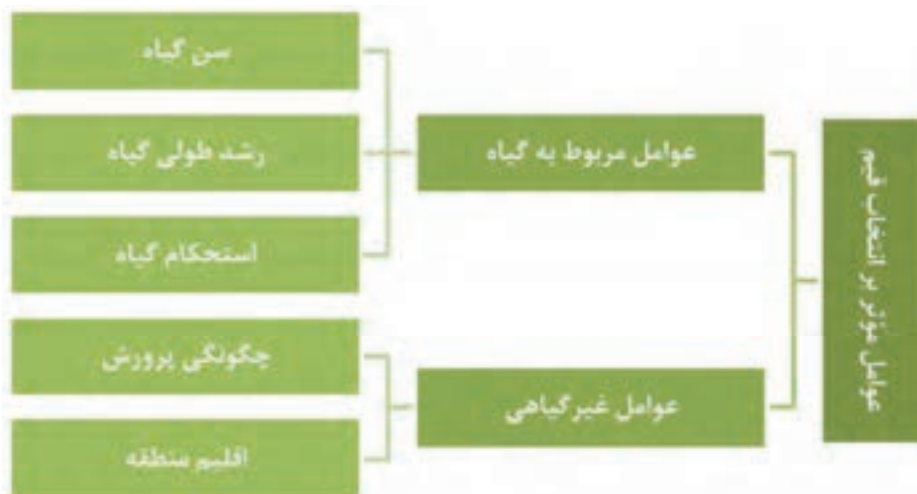 عوامل مؤثر بر انتخاب قیم
عوامل مربوط به گیاه
سن گیاه
رشد طولی گیاه
استحکام گیاه
عوامل غیرگیاهی
چگونگی پرورش
اقلیم منطقه